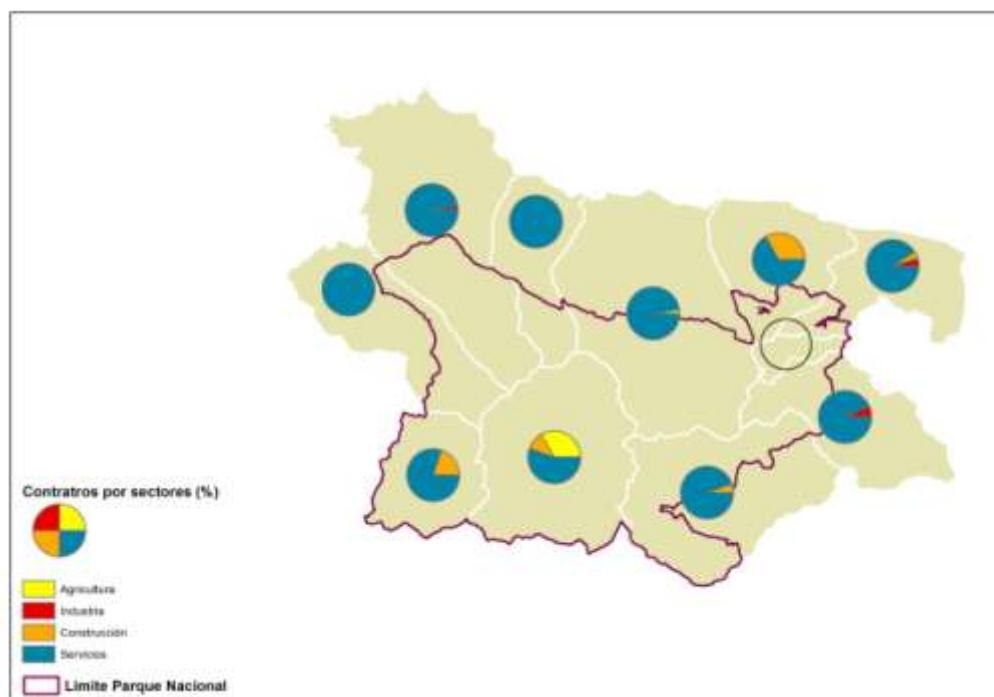 Contratros por sectores (%)
Agricultura
Industria
Construcción
Servicios
Limite Parque Nacional